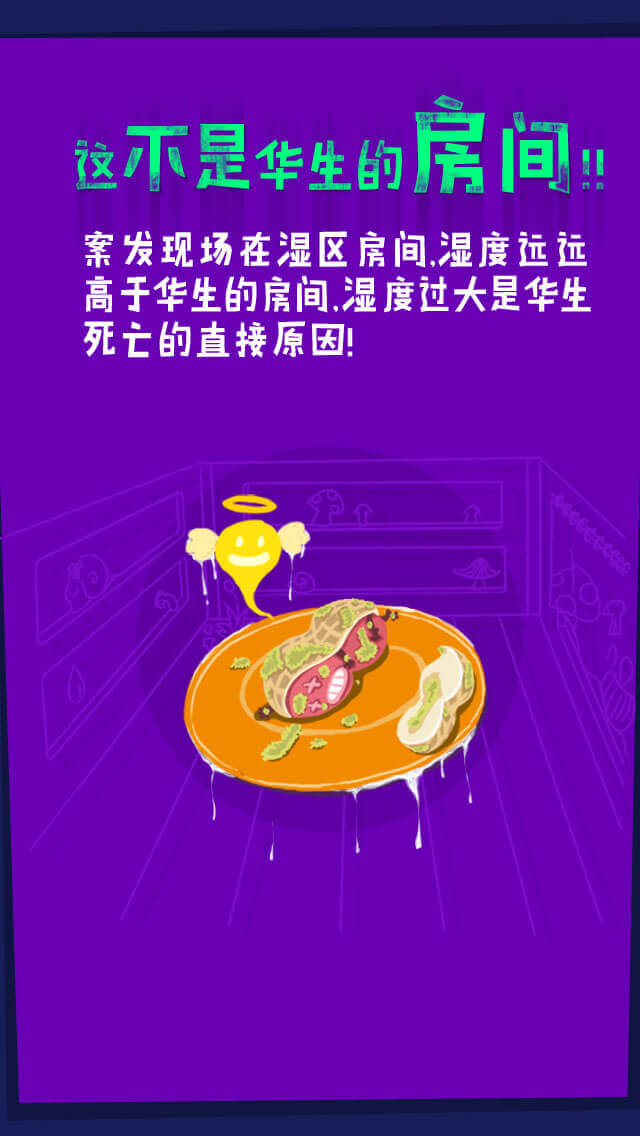 这不是华生的房间!!
案发现场在湿区房间,湿度远远
高于华生的房间,湿度过大是华生
死亡的直接原因!